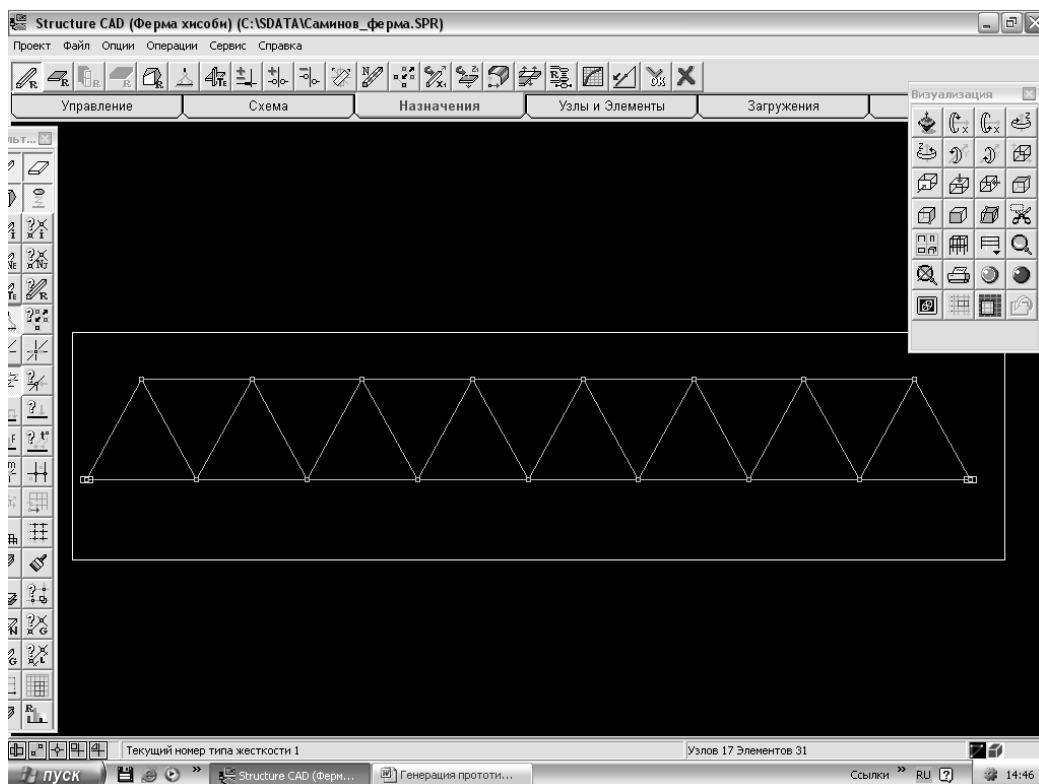 Structure CAD (Ферма хисоби) (C:\SDATA\Саминов_ферма.SPR)
Проект Файл Опции Операции Сервис Справка
Управление Схема Назначения Узлы и Элементы Загружения
Визуализация
Текущий номер типа жесткости 1 Узлов 17 Элементов 31
пуск Structure CAD (Ферм... Генерация прототи... Ссылки » RU 14:46